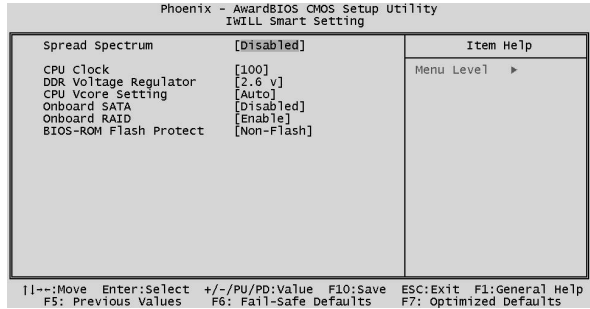 Phoenix - AwardBIOS CMOS Setup Utility
IWILL Smart Setting
Spread Spectrum [Disabled]
Item Help
CPU Clock [100]
Menu Level ▶
DDR Voltage Regulator [2.6 v]
CPU Vcore Setting [Auto]
Onboard SATA [Disabled]
Onboard RAID [Enable]
BIOS-ROM Flash Protect [Non-Flash]
↑↓→←:Move Enter:Select +/-/PU/PD:Value F10:Save ESC:Exit F1:General Help
F5: Previous Values F6: Fail-Safe Defaults F7: Optimized Defaults